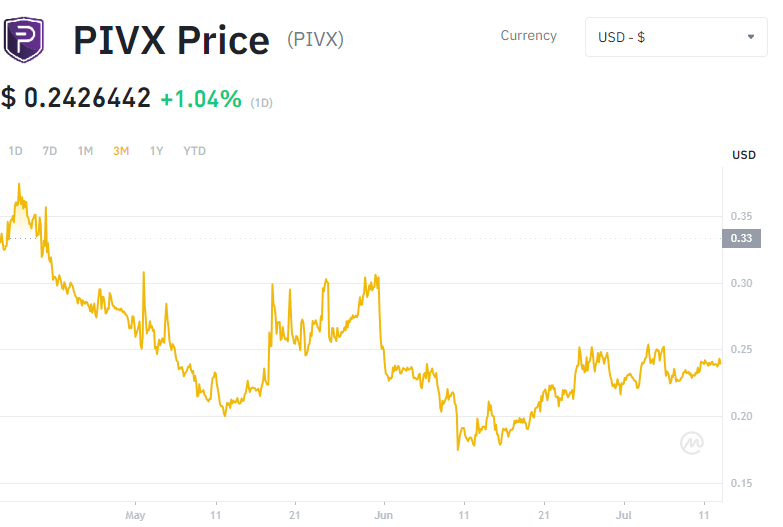 PIVX Price (PIVX)
Currency
USD - $
$ 0.2426442 +1.04% (1D)
1D 7D 1M 3M 1Y YTD
USD
0.35
0.33
0.30
0.25
0.20
0.15
May 11 21 Jun 11 21 Jul 11